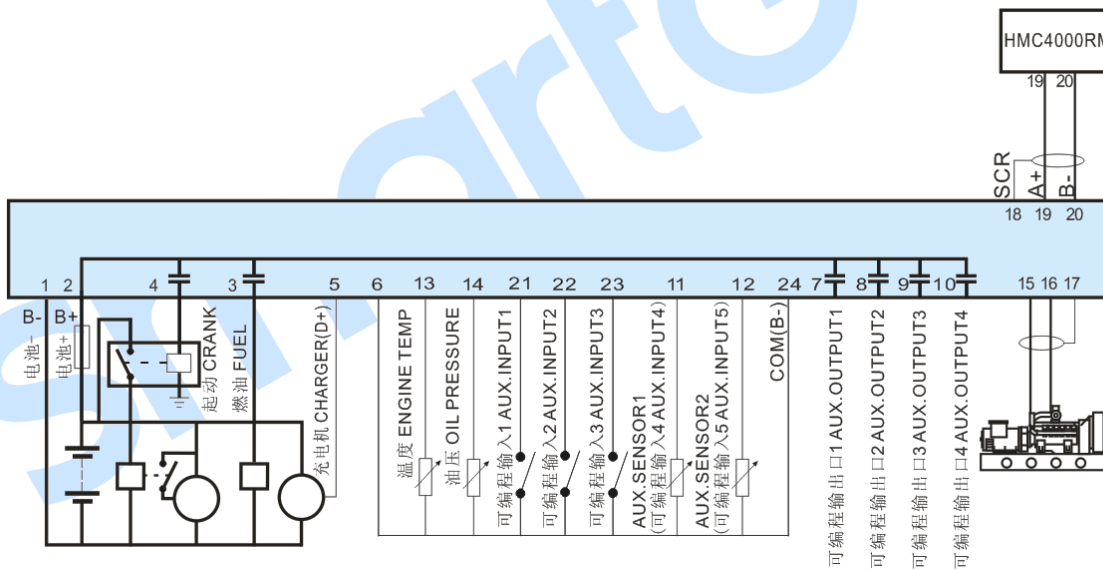 SmartG
HMC4000RM
19 20
SCR
A+
B-
18 19 20
1 2 4 3 5 6 13 14 21 22 23 11 12 24 7 8 9 10 15 16 17
B-
电池-
B+
电池+
起动 CRANK
燃油 FUEL
充电机 CHARGER(D+)
温度 ENGINE TEMP
油压 OIL PRESSURE
可编程输入1 AUX.INPUT1
可编程输入2 AUX.INPUT2
可编程输入3 AUX.INPUT3
AUX.SENSOR1
(可编程输入4 AUX.INPUT4)
AUX.SENSOR2
(可编程输入5 AUX.INPUT5)
COM(B-)
可编程输出口1 AUX.OUTPUT1
可编程输出口2 AUX.OUTPUT2
可编程输出口3 AUX.OUTPUT3
可编程输出口4 AUX.OUTPUT4